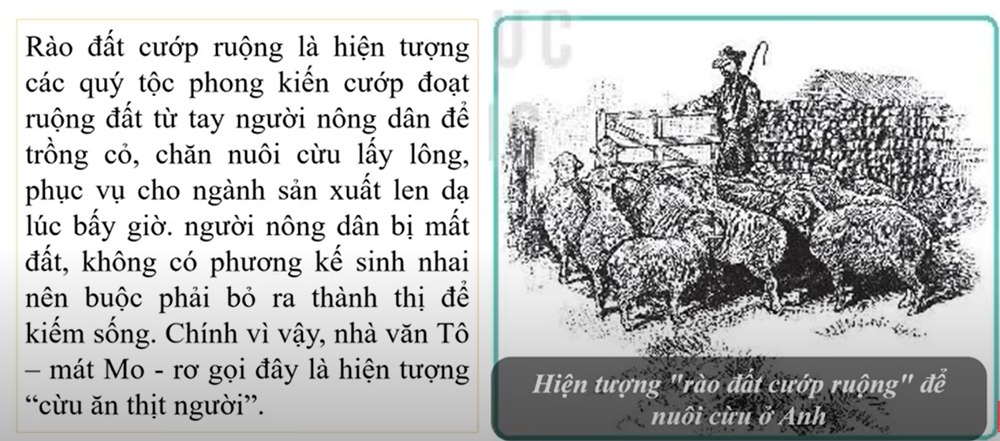 Rào đất cướp ruộng là hiện tượng
các quý tộc phong kiến cướp đoạt
ruộng đất từ tay người nông dân để
trồng cỏ, chăn nuôi cừu lấy lông,
phục vụ cho ngành sản xuất len dạ
lúc bấy giờ. người nông dân bị mất
đất, không có phương kế sinh nhai
nên buộc phải bỏ ra thành thị để
kiếm sống. Chính vì vậy, nhà văn Tô
– mát Mo - rơ gọi đây là hiện tượng
“cừu ăn thịt người”.
Hiện tượng "rào đất cướp ruộng" để
nuôi cừu ở Anh